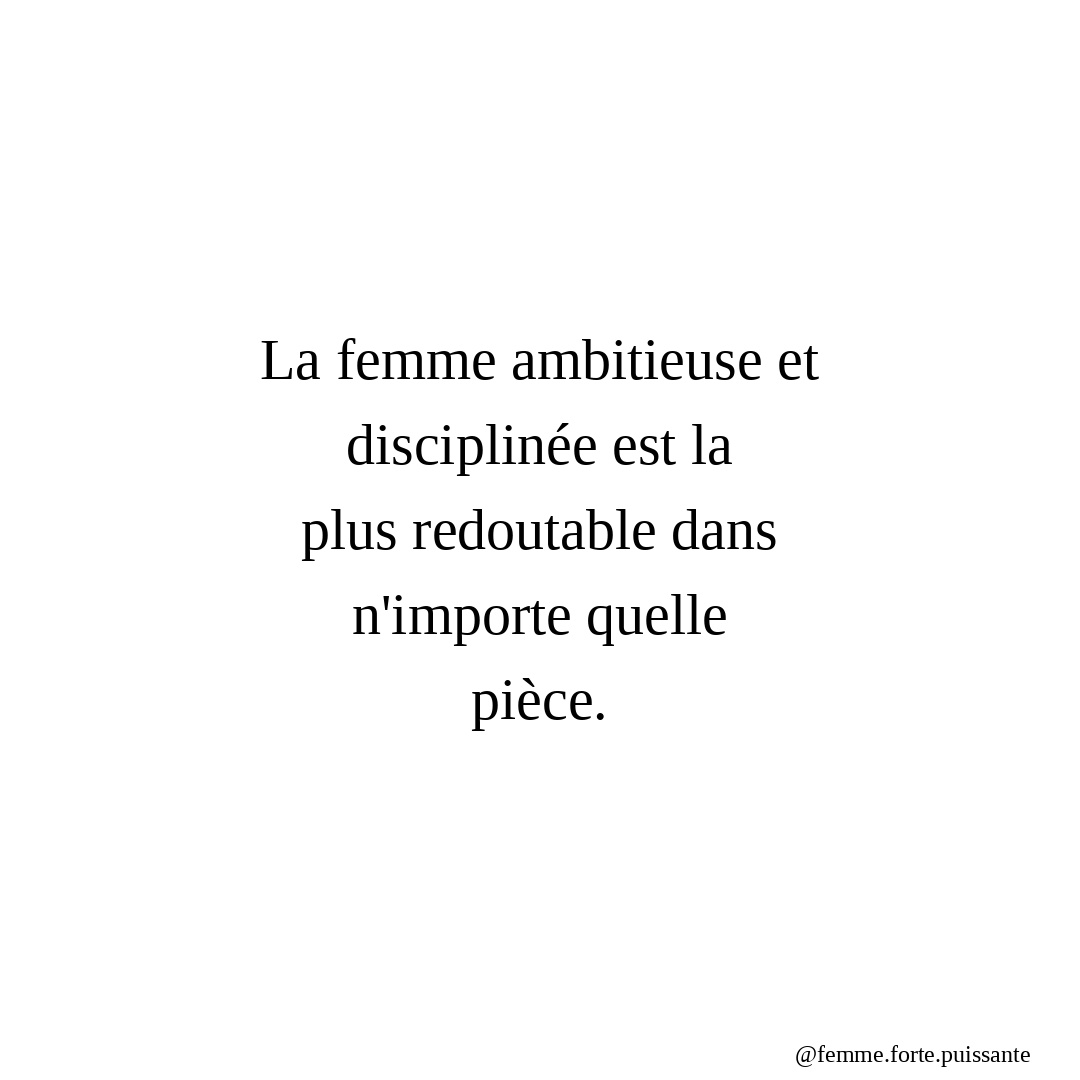 La femme ambitieuse et
disciplinée est la
plus redoutable dans
n'importe quelle
pièce.
@femme.forte.puissante